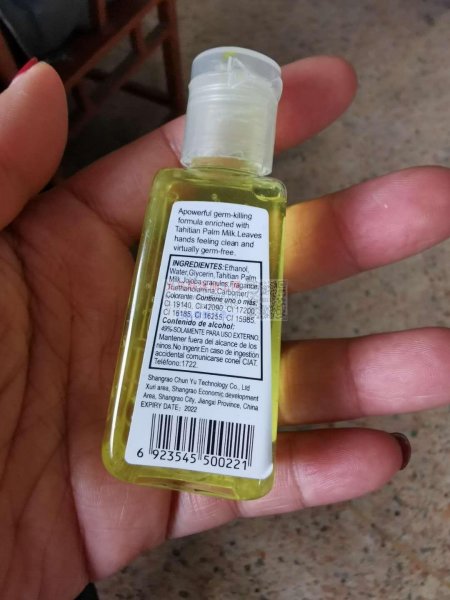 Apowerful germ-killing
formula enriched with
Tahitian Palm Milk.Leaves
hands feeling clean and
virtually germ-free.
INGREDIENTES:Ethanol,
Water,Glycerin,Tahitian Palm
Milk,Jojoba granules,Fragrance,
Triethanolamina,Carbomer,
Colorante: Contiene uno o más:
CI 19140, CI 42090, CI 17200,
CI 16185, CI 16255, CI 15985.
Contenido de alcohol:
49%-SOLAMENTE PARA USO EXTERNO.
Mantener fuera del alcance de los
ninos.No ingerir.En caso de ingestion
accidental comunicarse conel CIAT.
Teléfono:1722.
Shangrao Chun Yu Technology Co., Ltd
Xuri area, Shangrao Economic development
Area, Shangrao City, Jiangxi Province, China
EXPIRY DATE: 2022
6 923545 500221